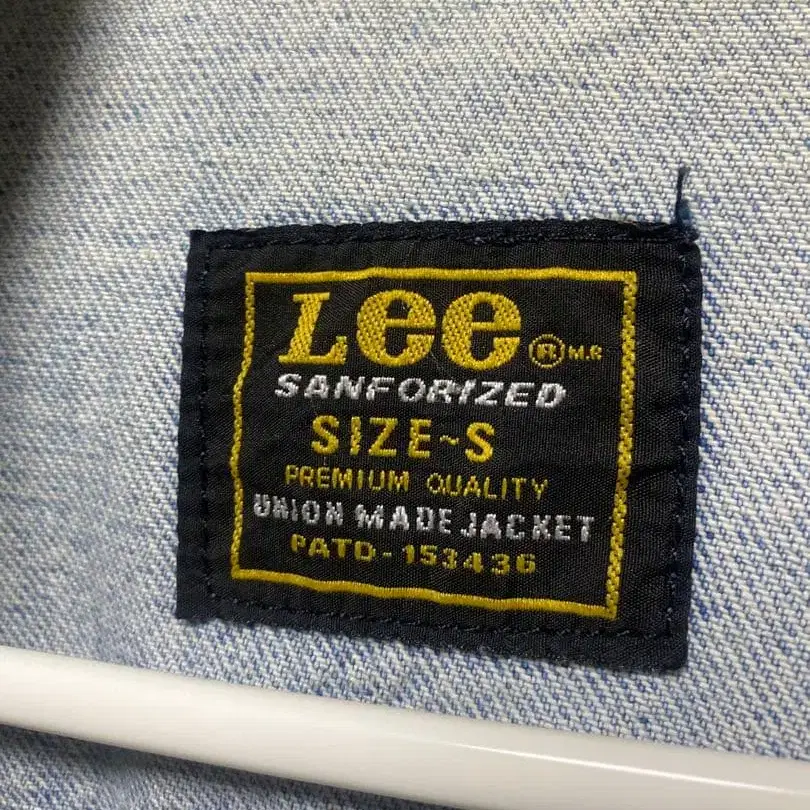 Lee ® M.R
SANFORIZED
SIZE~S
PREMIUM QUALITY
UNION MADE JACKET
PATD-153436